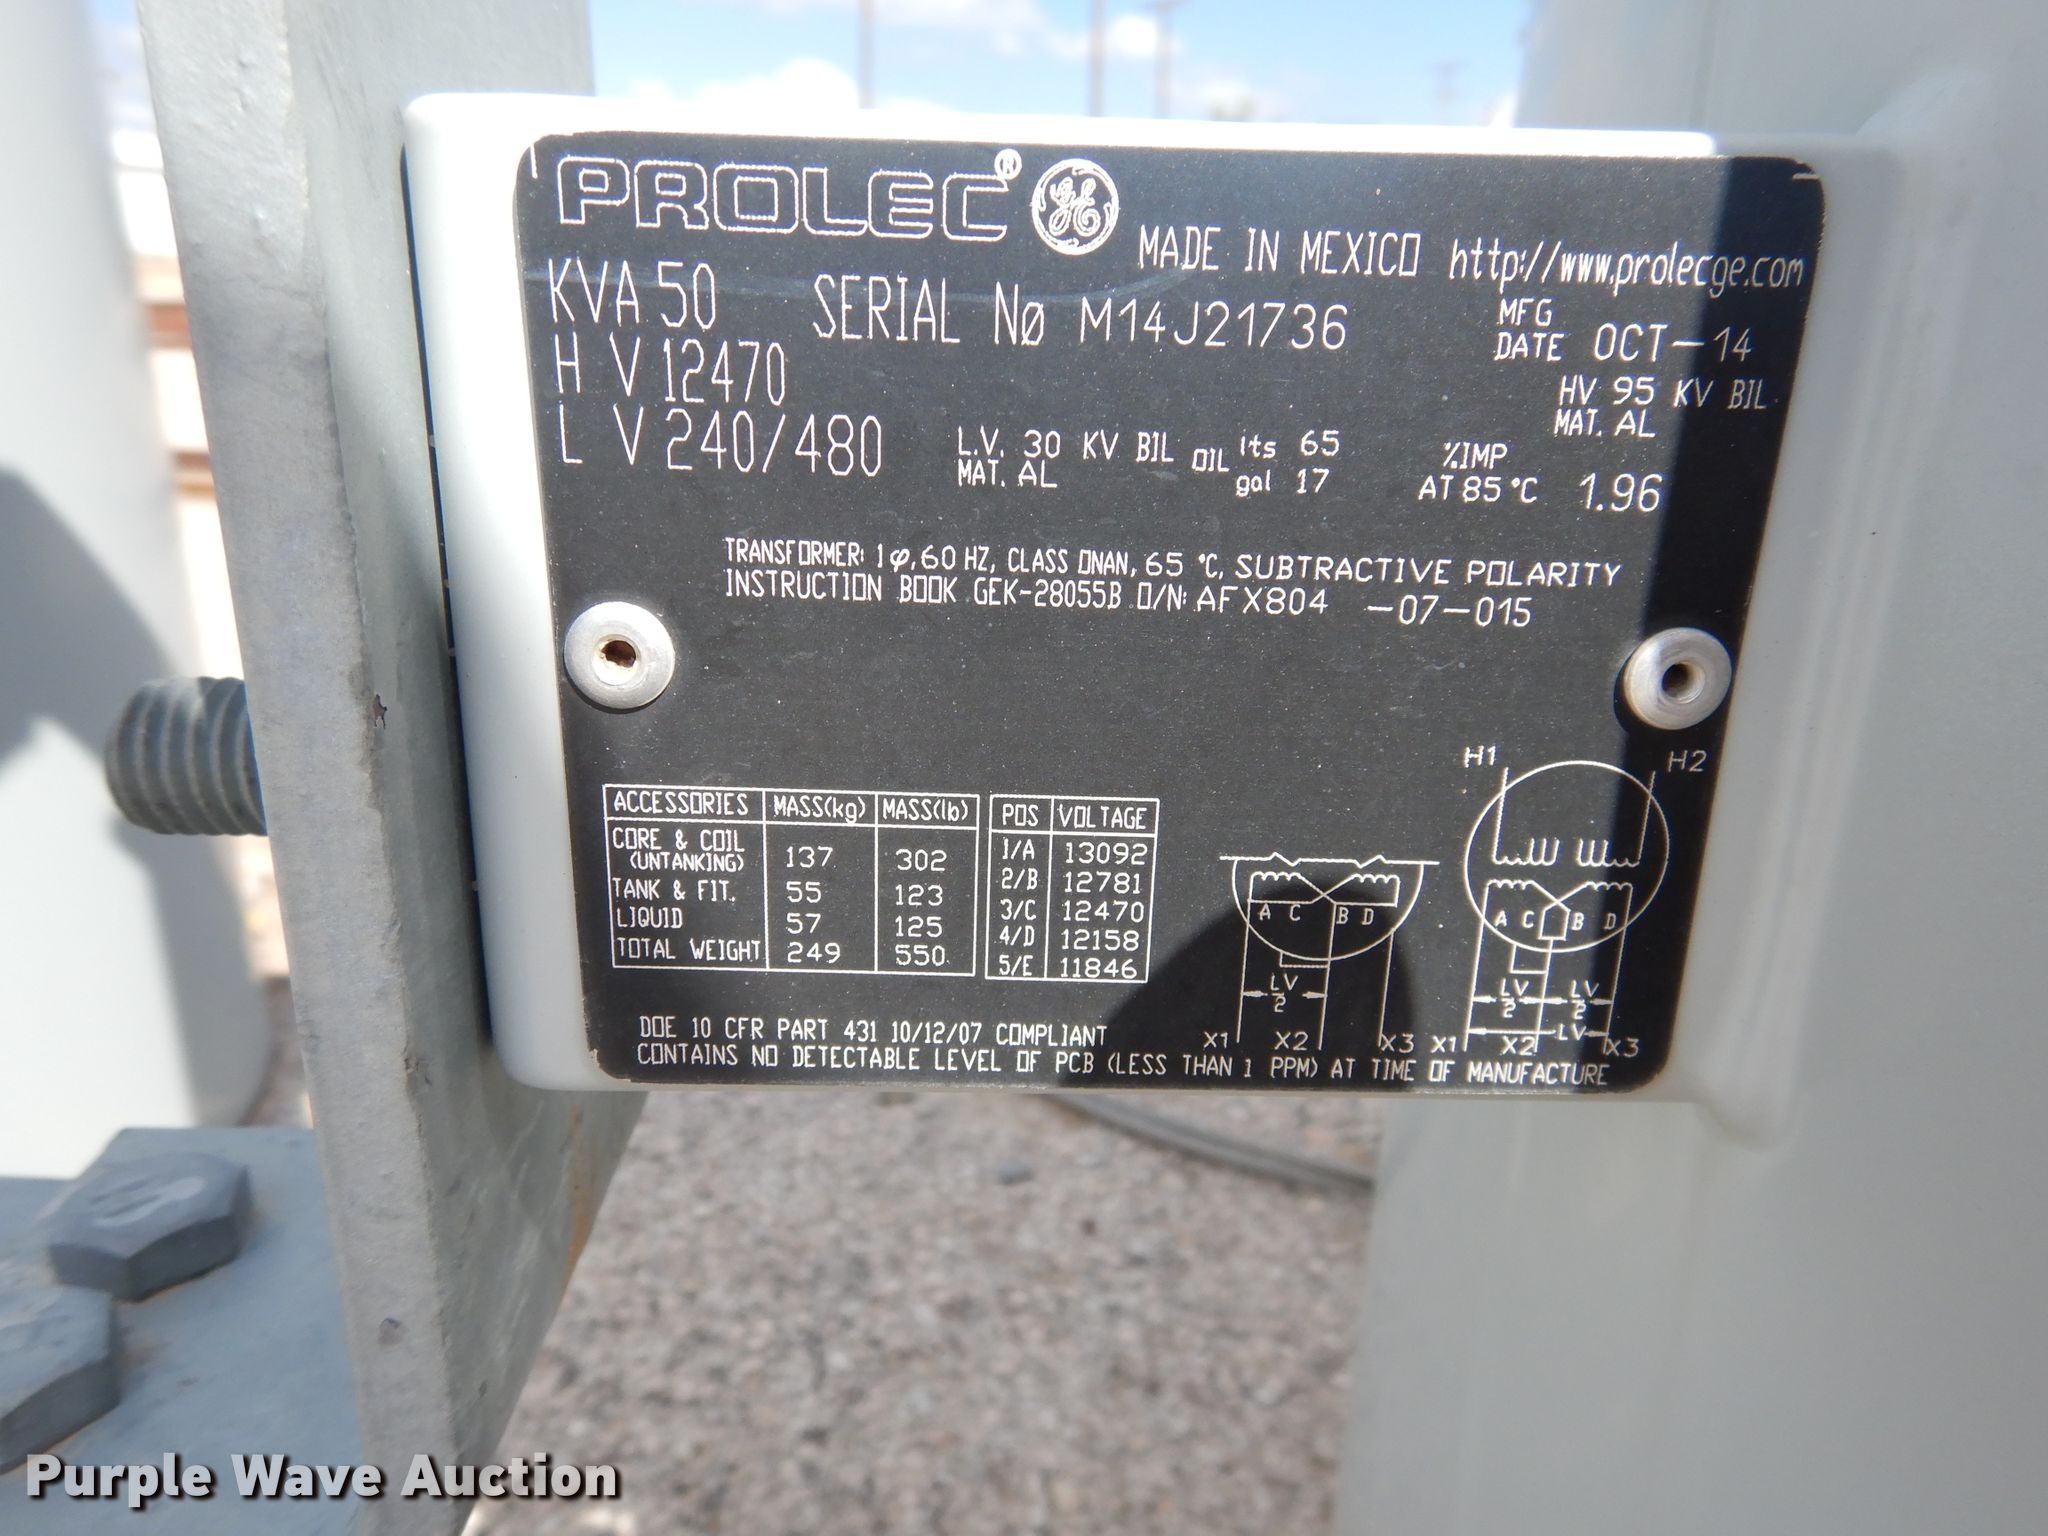 PROLEC® GE
MADE IN MEXICO http://www.prolecge.com
KVA 50 SERIAL Nø M14J21736 MFG DATE OCT-14
H V 12470 HV 95 KV BIL
MAT. AL
L V 240/480 L.V. 30 KV BIL OIL lts 65 %IMP
MAT. AL gal 17 AT 85 °C 1.96
TRANSFORMER: 1φ, 60 HZ, CLASS ONAN, 65 °C, SUBTRACTIVE POLARITY
INSTRUCTION BOOK GEK-28055B O/N: AFX804 -07-015
ACCESSORIES MASS(kg) MASS(lb)
CORE & COIL (UNTANKING) 137 302
TANK & FIT. 55 123
LIQUID 57 125
TOTAL WEIGHT 249 550
POS VOLTAGE
1/A 13092
2/B 12781
3/C 12470
4/D 12158
5/E 11846
A C B D
LV/2
X1 X2 X3
H1 H2
A C B D
LV/2 LV/2
LV
X1 X2 X3
DOE 10 CFR PART 431 10/12/07 COMPLIANT
CONTAINS NO DETECTABLE LEVEL OF PCB (LESS THAN 1 PPM) AT TIME OF MANUFACTURE
Purple Wave Auction